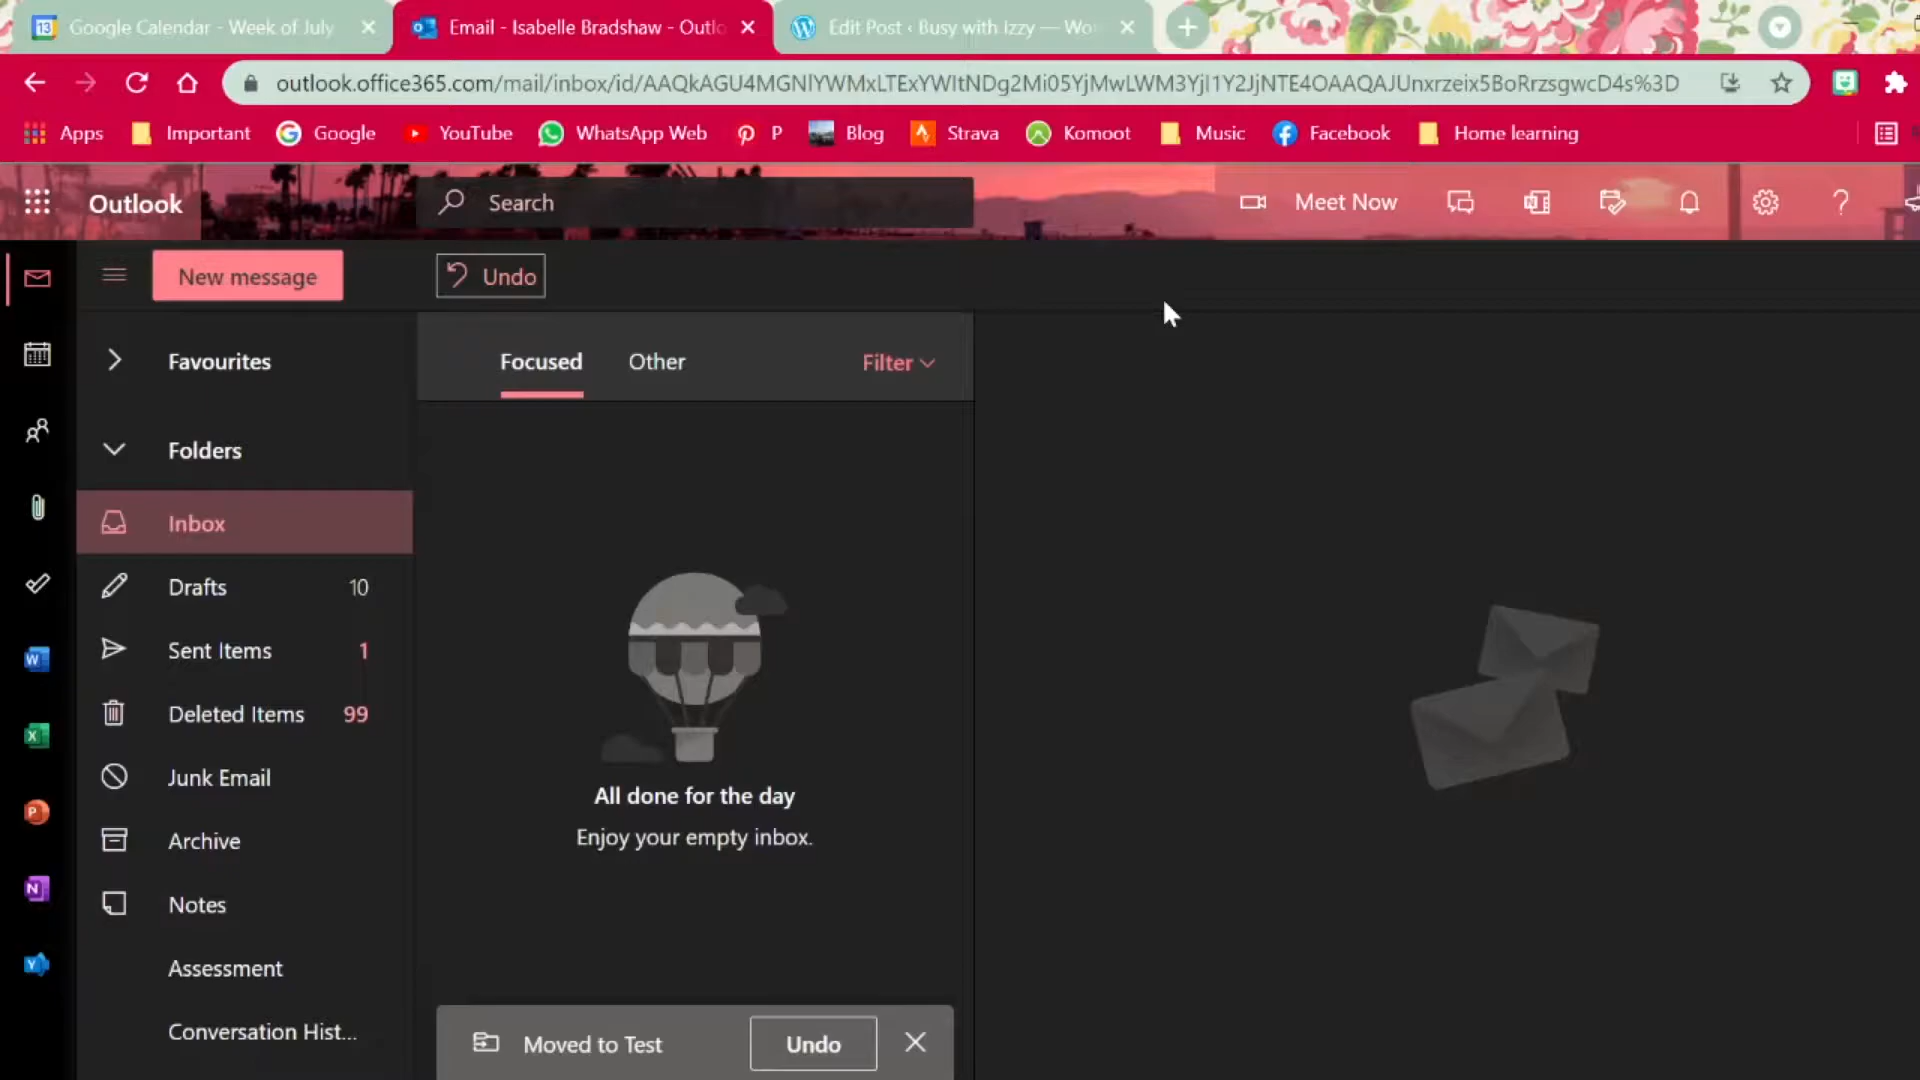 Google Calendar - Week of July
Email - Isabelle Bradshaw - Outlo
Edit Post ‹ Busy with Izzy — Wo
outlook.office365.com/mail/inbox/id/AAQkAGU4MGNlYWMxLTExYWItNDg2Mi05YjMwLWM3YjI1Y2JjNTE4OAAQAJUnxrzeix5BoRrzsgwcD4s%3D
Apps
Important
Google
YouTube
WhatsApp Web
P
Blog
Strava
Komoot
Music
Facebook
Home learning
Outlook
Search
Meet Now
New message
Undo
Favourites
Focused
Other
Filter
Folders
Inbox
Drafts 10
Sent Items 1
Deleted Items 99
Junk Email
All done for the day
Enjoy your empty inbox.
Archive
Notes
Assessment
Conversation Hist...
Moved to Test
Undo